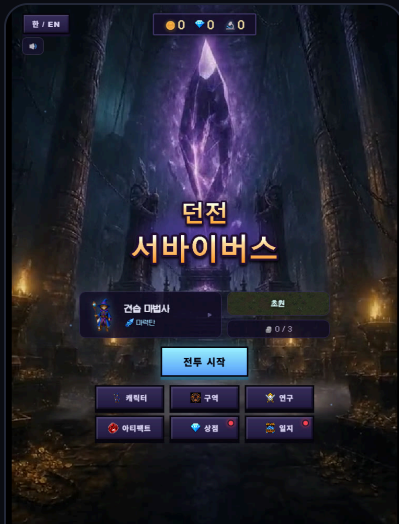 한 / EN
0 0 0
던전
서바이버스
견습 마법사
마력탄
초원
0 / 3
전투 시작
캐릭터
구역
연구
아티팩트
상점
일지